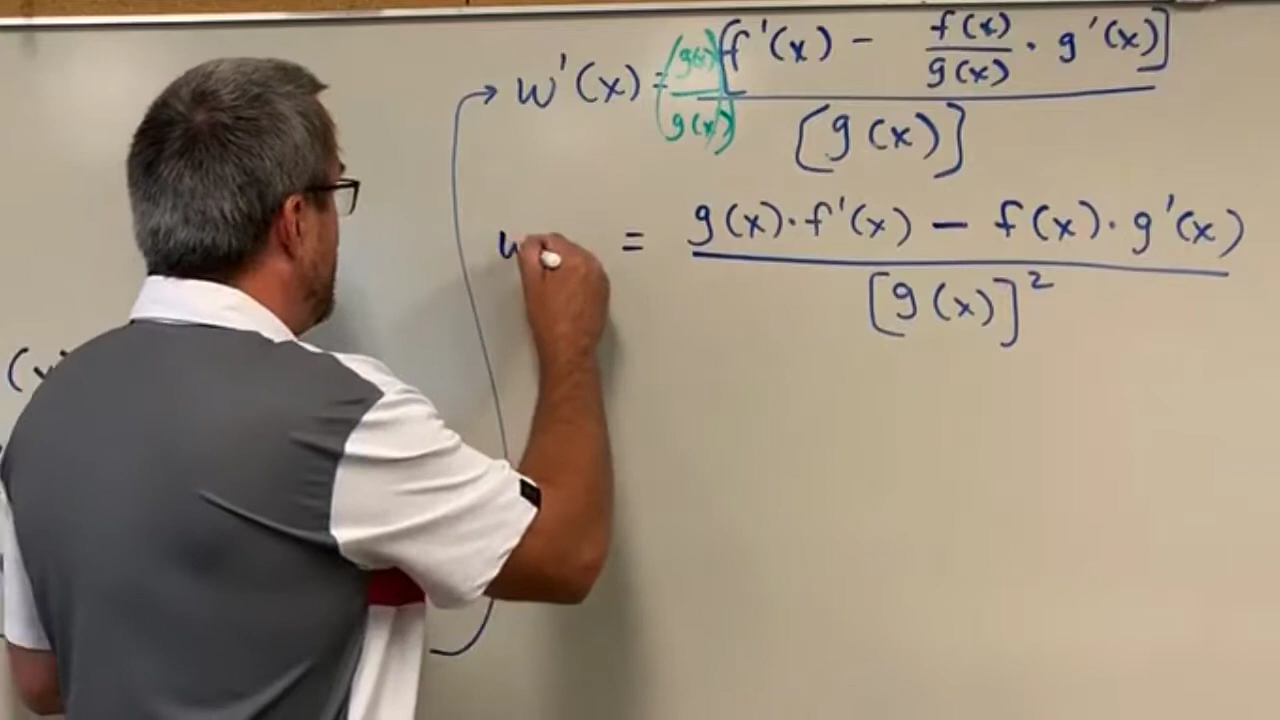 (g(x)) [f'(x) - f(x)/g(x) · g'(x)]
w'(x) =
(g(x)) [g(x)]
w = g(x)·f'(x) - f(x)·g'(x)
[g(x)]²
(x)